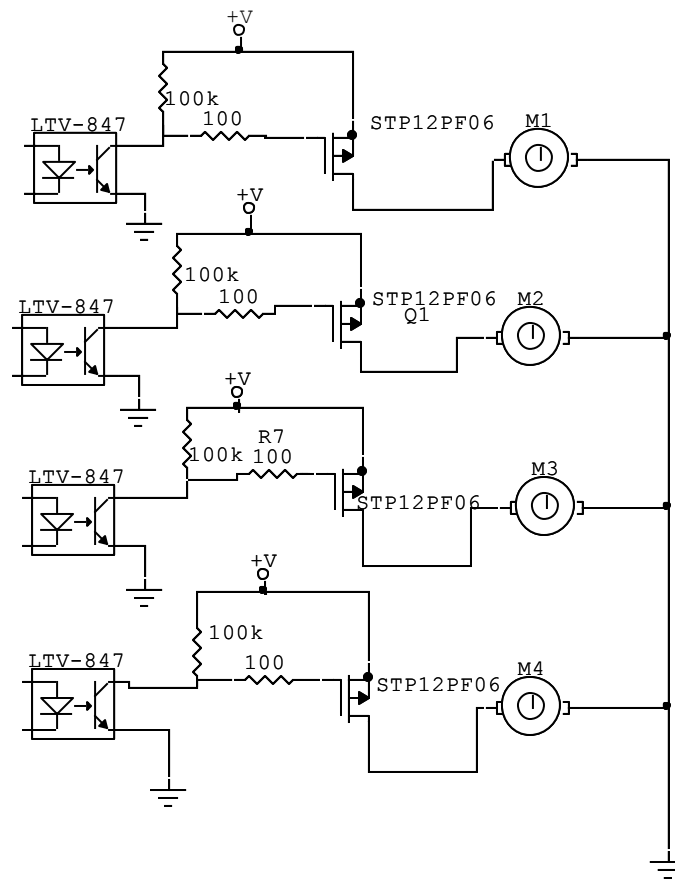 +V
100k
100
LTV-847
STP12PF06
M1
+V
100k
100
LTV-847
STP12PF06
Q1
M2
+V
R7
100k
100
LTV-847
STP12PF06
M3
+V
100k
100
LTV-847
STP12PF06
M4